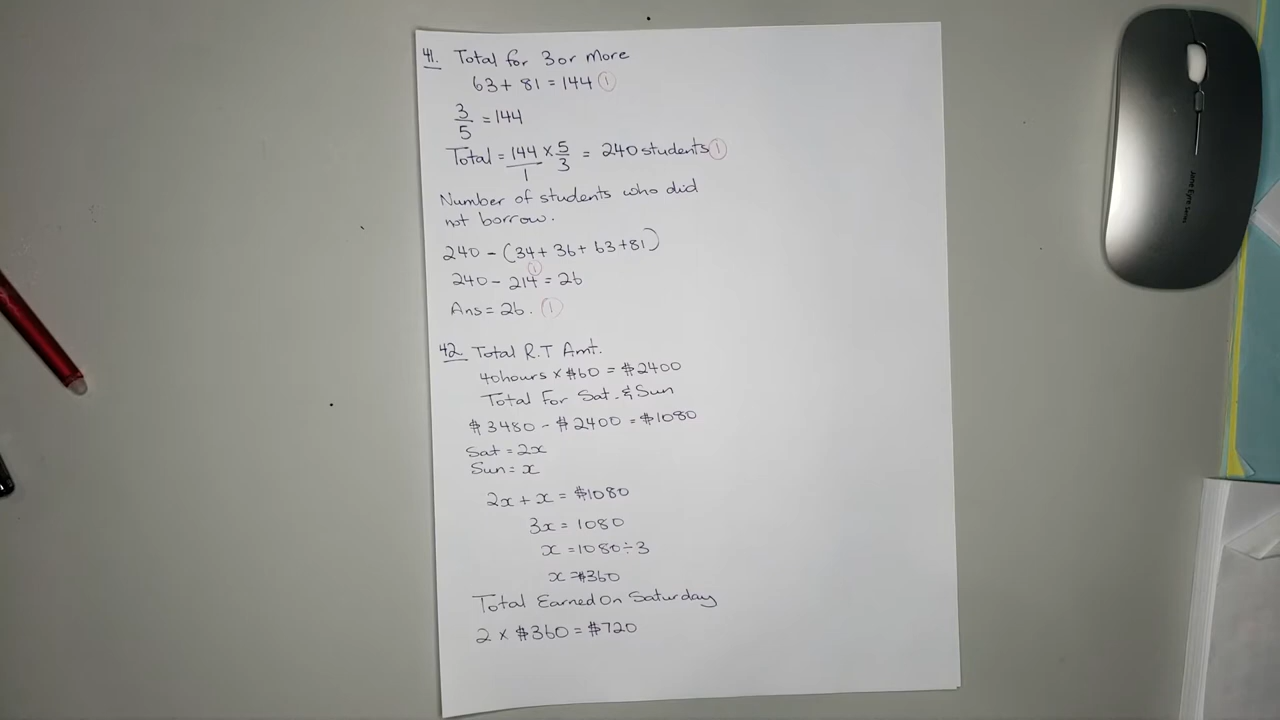 41. Total for 3 or More
63 + 81 = 144 ①
3/5 = 144
Total = 144/1 × 5/3 = 240 students ①
Number of students who did
not borrow.
240 - (34 + 36 + 63 + 81)
①
240 - 214 = 26
Ans = 26. ①
42. Total R.T Amt.
40hours × $60 = $2400
Total For Sat. & Sun
$3480 - $2400 = $1080
Sat = 2x
Sun = x
2x + x = $1080
3x = 1080
x = 1080 ÷ 3
x = $360
Total Earned On Saturday
2 × $360 = $720